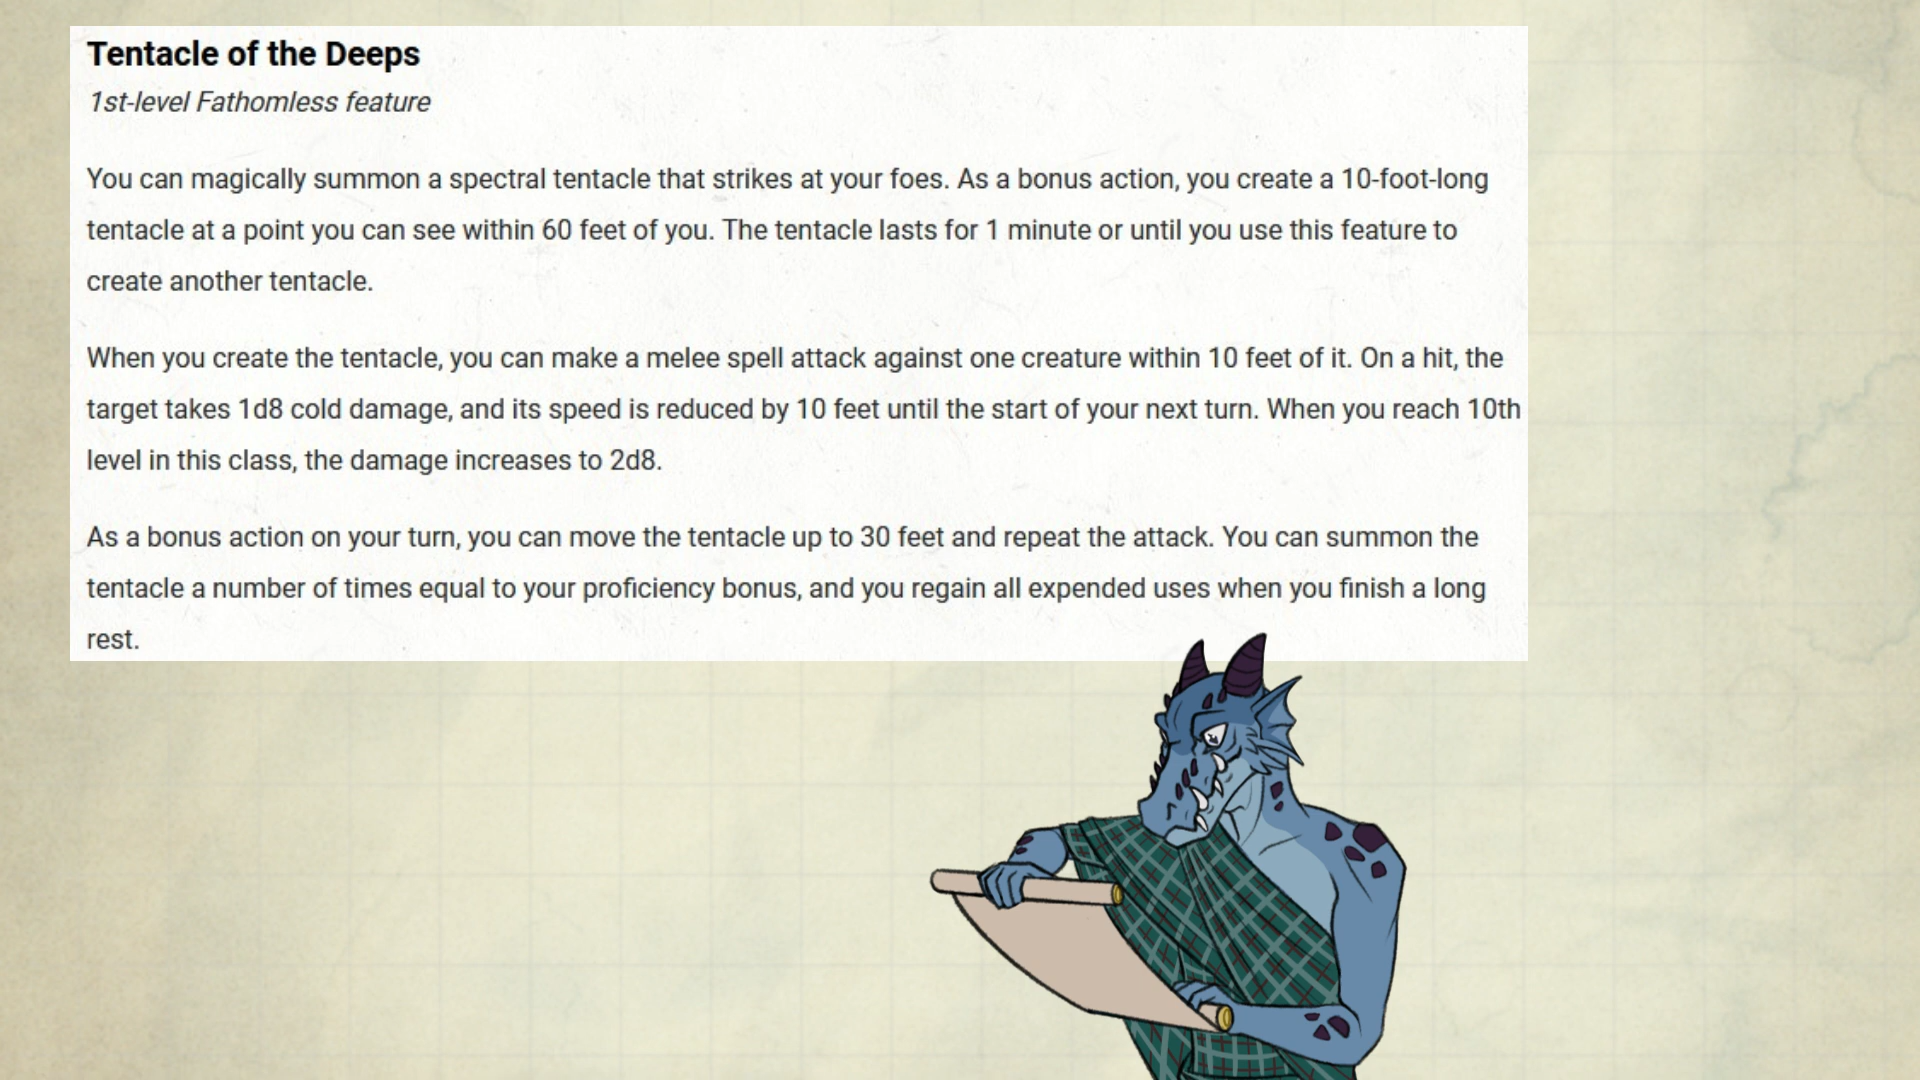 Tentacle of the Deeps
1st-level Fathomless feature
You can magically summon a spectral tentacle that strikes at your foes. As a bonus action, you create a 10-foot-long
tentacle at a point you can see within 60 feet of you. The tentacle lasts for 1 minute or until you use this feature to
create another tentacle.
When you create the tentacle, you can make a melee spell attack against one creature within 10 feet of it. On a hit, the
target takes 1d8 cold damage, and its speed is reduced by 10 feet until the start of your next turn. When you reach 10th
level in this class, the damage increases to 2d8.
As a bonus action on your turn, you can move the tentacle up to 30 feet and repeat the attack. You can summon the
tentacle a number of times equal to your proficiency bonus, and you regain all expended uses when you finish a long
rest.